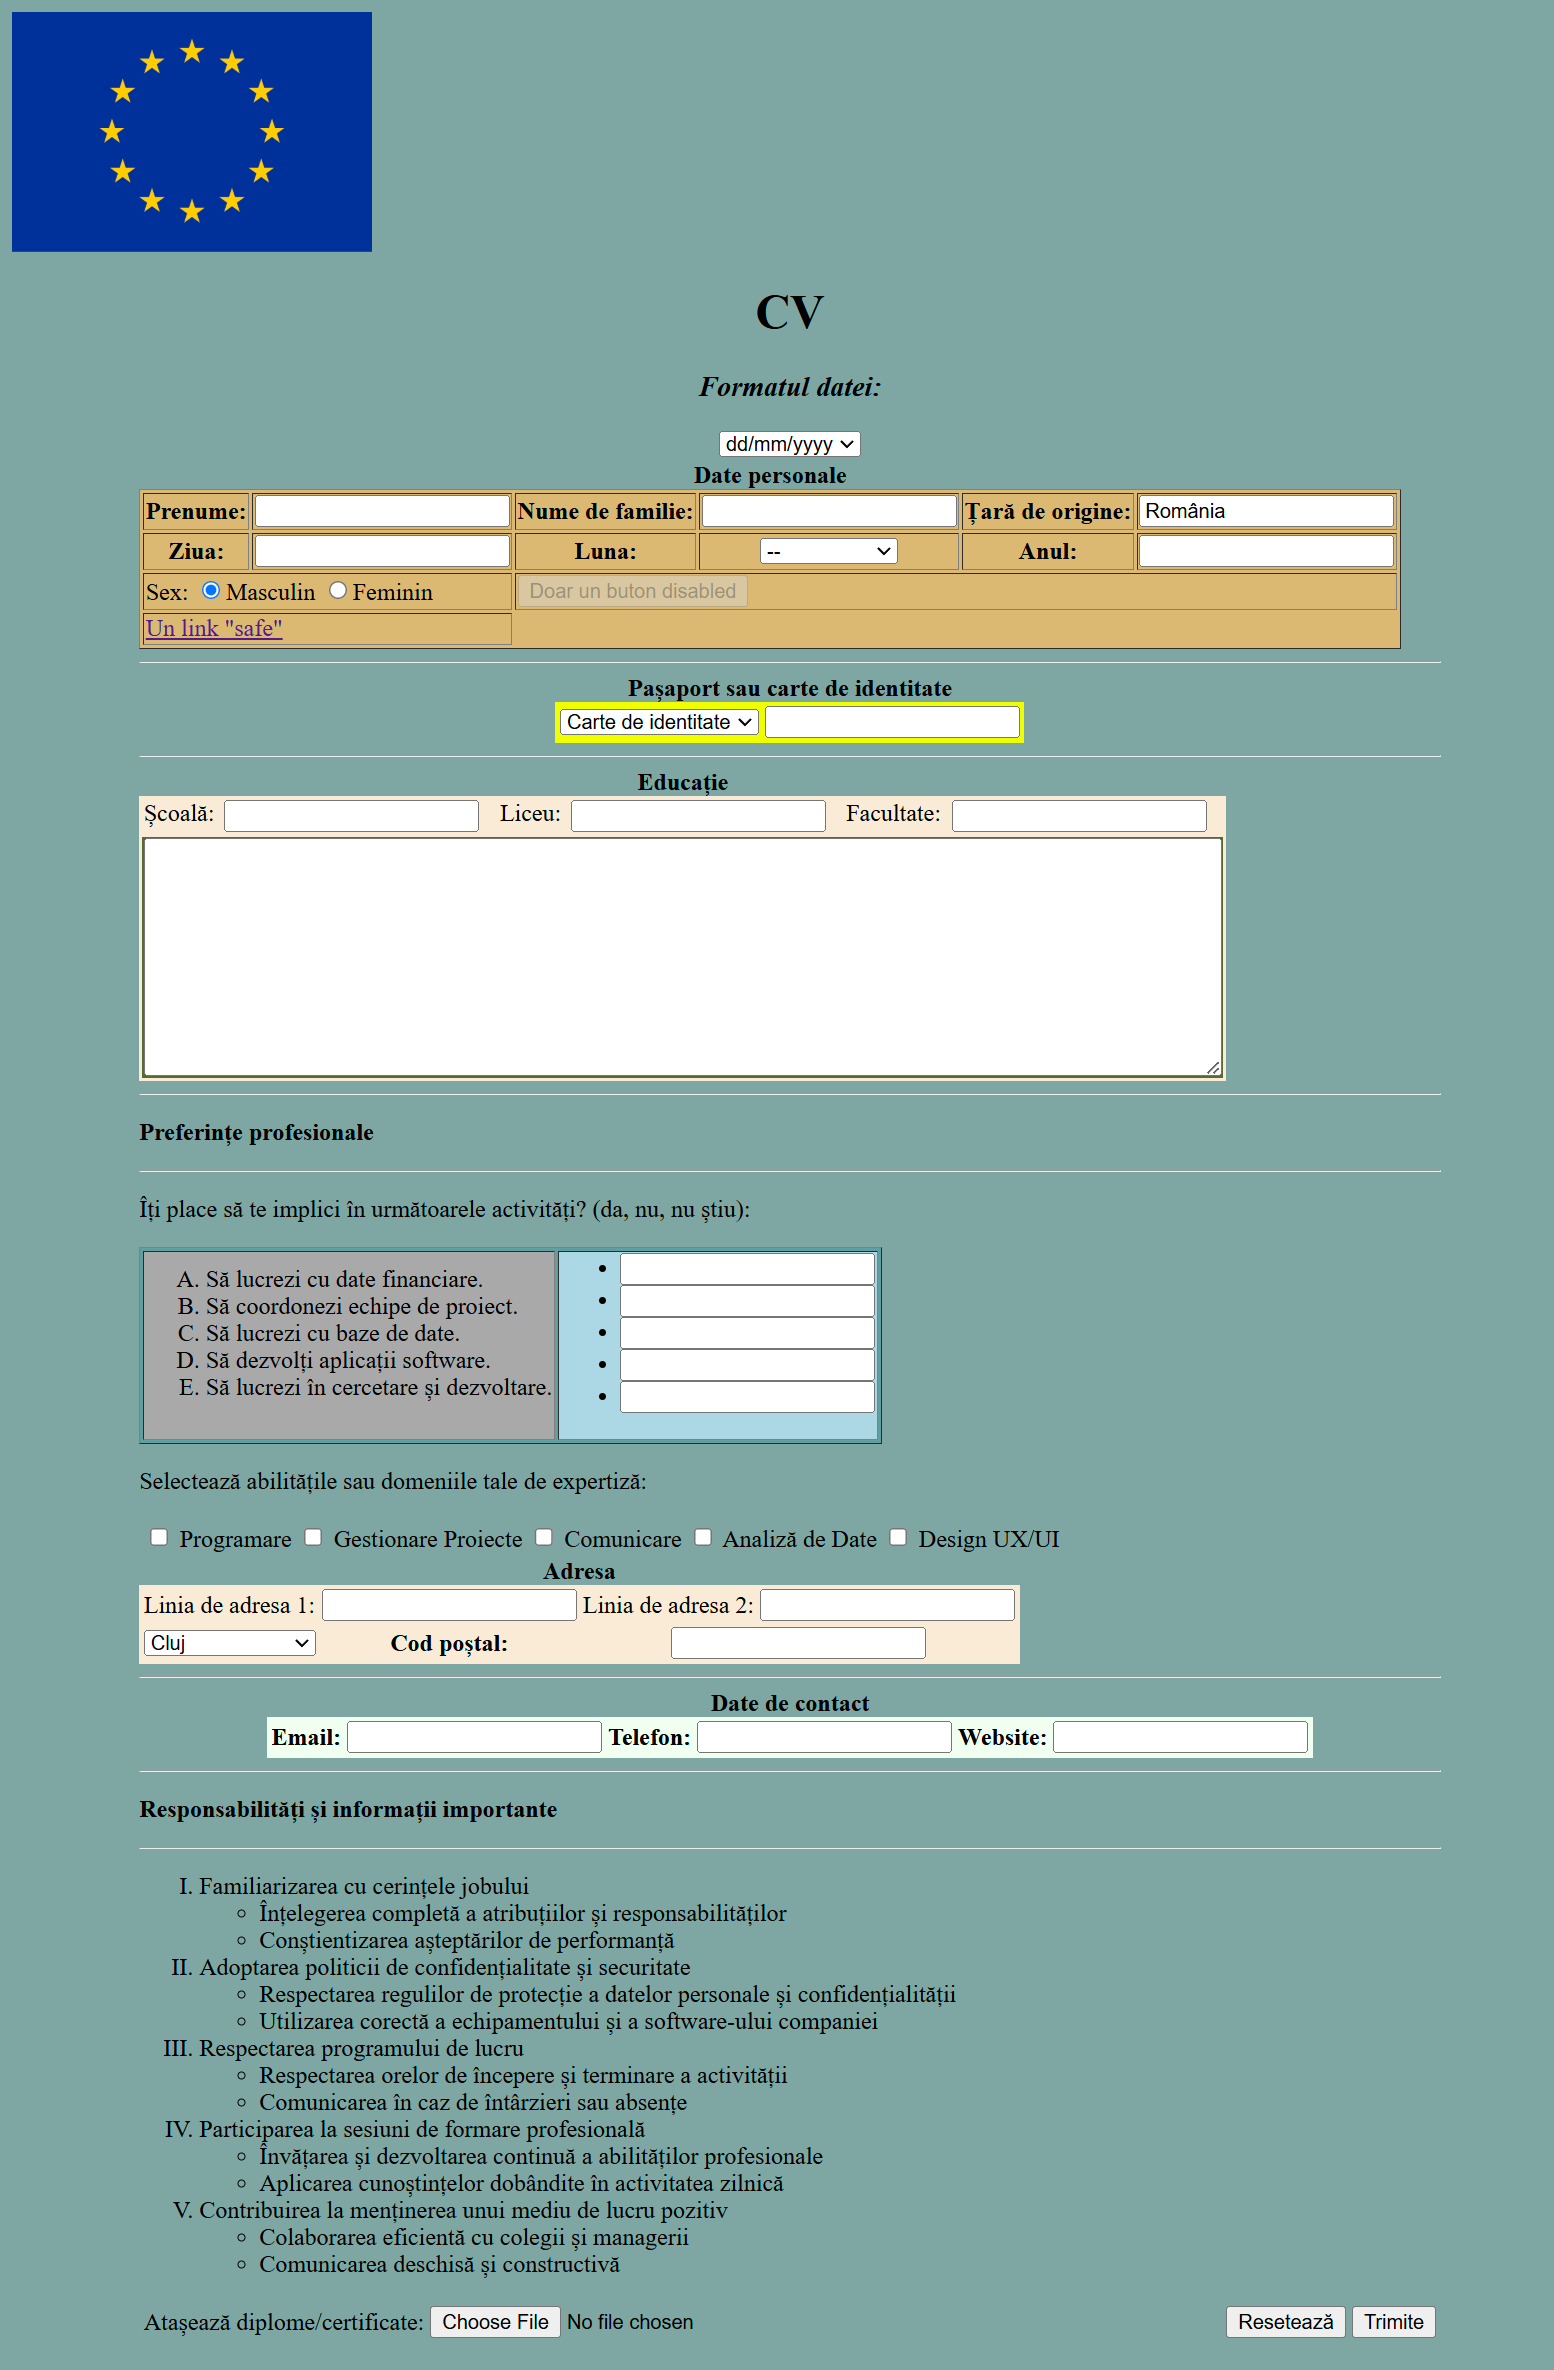 CV
Formatul datei:
dd/mm/yyyy
Date personale
Prenume: Nume de familie: Țară de origine: România
Ziua: Luna: -- Anul:
Sex: Masculin Feminin Doar un buton disabled
Un link "safe"
Pașaport sau carte de identitate
Carte de identitate
Educație
Școală: Liceu: Facultate:
Preferințe profesionale
Îți place să te implici în următoarele activități? (da, nu, nu știu):
A. Să lucrezi cu date financiare.
B. Să coordonezi echipe de proiect.
C. Să lucrezi cu baze de date.
D. Să dezvolți aplicații software.
E. Să lucrezi în cercetare și dezvoltare.
Selectează abilitățile sau domeniile tale de expertiză:
Programare Gestionare Proiecte Comunicare Analiză de Date Design UX/UI
Adresa
Linia de adresa 1: Linia de adresa 2:
Cluj Cod poștal:
Date de contact
Email: Telefon: Website:
Responsabilități și informații importante
I. Familiarizarea cu cerințele jobului
Înțelegerea completă a atribuțiilor și responsabilităților
Conștientizarea așteptărilor de performanță
II. Adoptarea politicii de confidențialitate și securitate
Respectarea regulilor de protecție a datelor personale și confidențialității
Utilizarea corectă a echipamentului și a software-ului companiei
III. Respectarea programului de lucru
Respectarea orelor de începere și terminare a activității
Comunicarea în caz de întârzieri sau absențe
IV. Participarea la sesiuni de formare profesională
Învățarea și dezvoltarea continuă a abilităților profesionale
Aplicarea cunoștințelor dobândite în activitatea zilnică
V. Contribuirea la menținerea unui mediu de lucru pozitiv
Colaborarea eficientă cu colegii și managerii
Comunicarea deschisă și constructivă
Atașează diplome/certificate: Choose File No file chosen Resetează Trimite